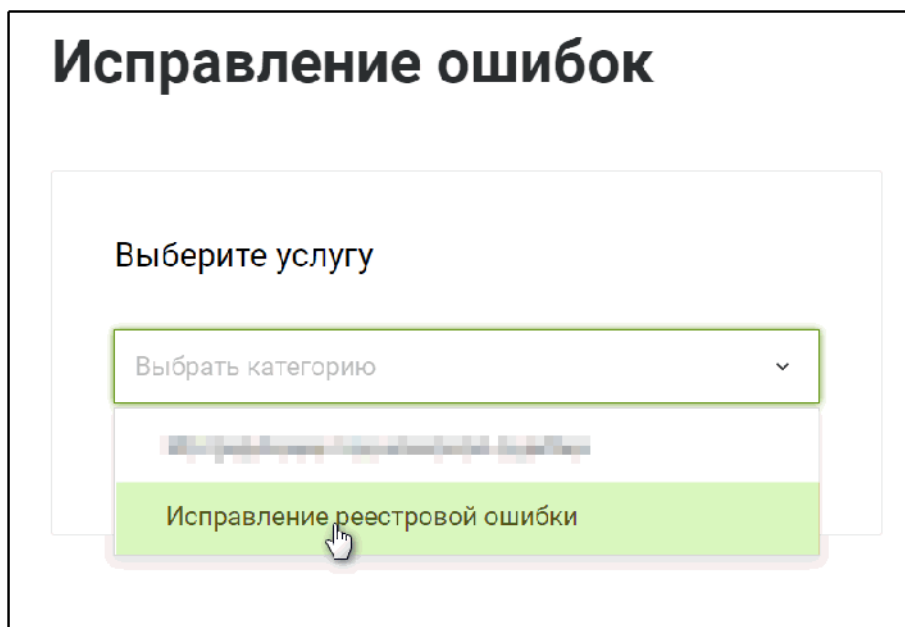 Исправление ошибок
Выберите услугу
Выбрать категорию
Исправление реестровой ошибки